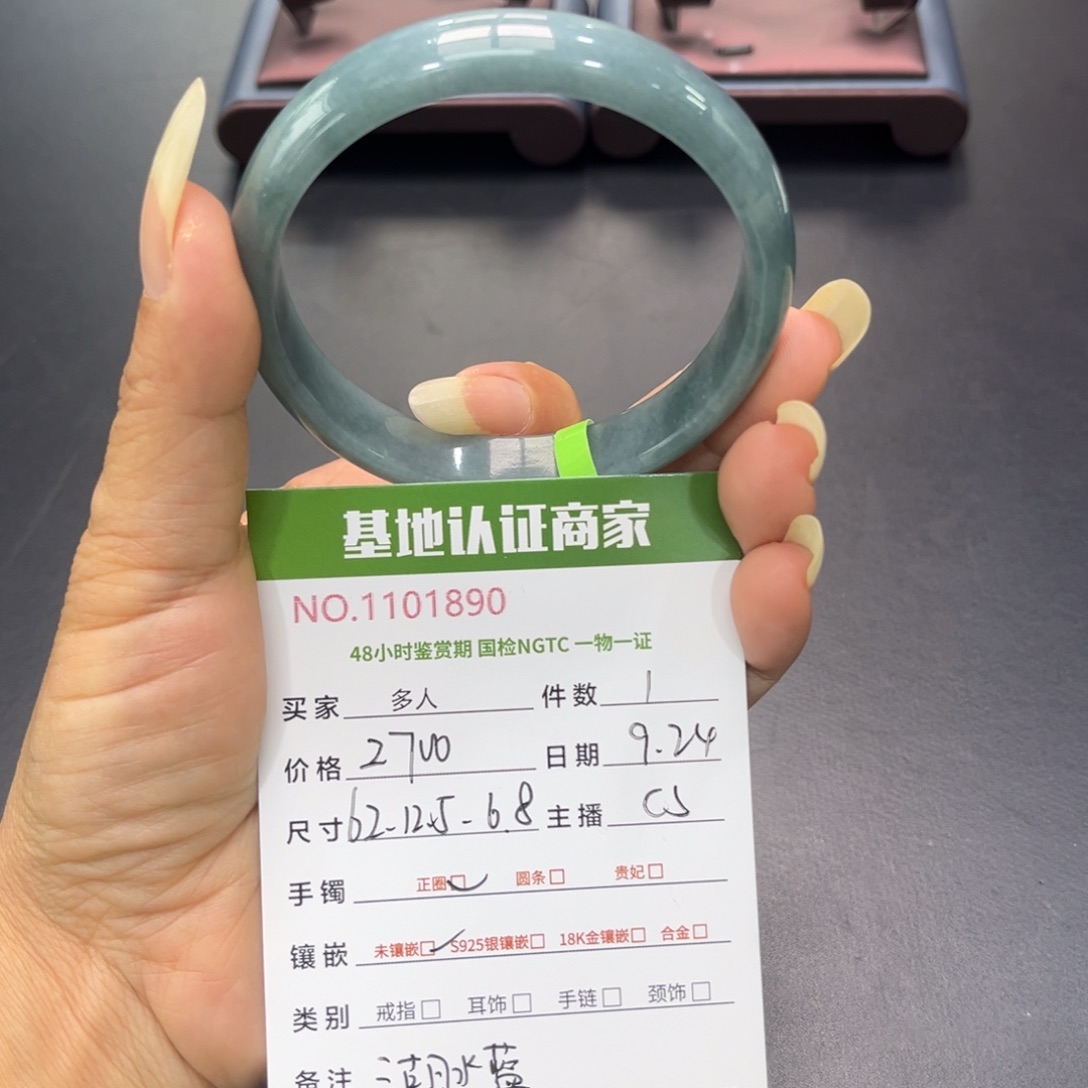 基地认证商家
NO.1101890
48小时鉴赏期 国检NGTC 一物一证
买家 多人 件数 1
价格 2700 日期 9.24
尺寸 62-12.5-6.8 主播 CJ
手镯 正圈☑ 圆条□ 贵妃□
镶嵌 未镶嵌☑ S925银镶嵌□ 18K金镶嵌□ 合金□
类别 戒指□ 耳饰□ 手链□ 颈饰□
备注 湖水蓝